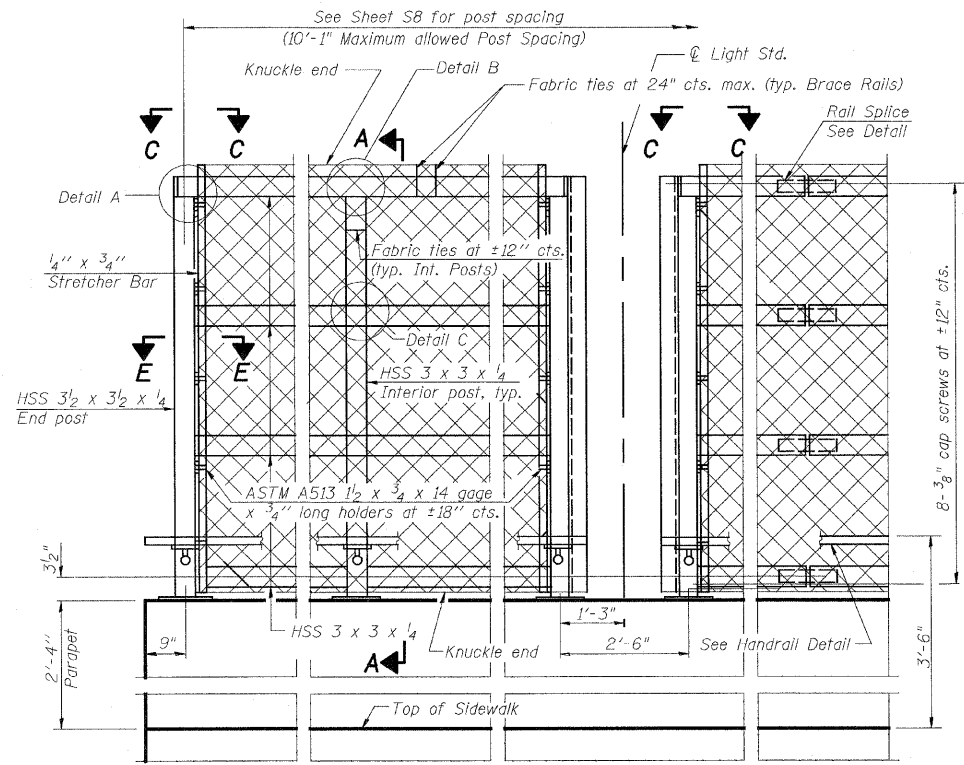 See Sheet S8 for post spacing
(10'-1" Maximum allowed Post Spacing)
℄ Light Std.
Knuckle end
Detail B
Fabric ties at 24" cts. max. (typ. Brace Rails)
Rail Splice
See Detail
C
C
A
C
C
Detail A
Fabric ties at ±12" cts.
(typ. Int. Posts)
1/4" x 3/4"
Stretcher Bar
Detail C
E
E
HSS 3 x 3 x 1/4
Interior post, typ.
HSS 3 1/2 x 3 1/2 x 1/4
End post
8- 3/8" cap screws at ±12" cts.
ASTM A513 1 1/2 x 3/4 x 14 gage
x 3/4" long holders at ±18" cts.
3 1/2"
1'-3"
2'-6"
See Handrail Detail
9"
HSS 3 x 3 x 1/4
Knuckle end
A
2'-4"
Parapet
3'-6"
Top of Sidewalk